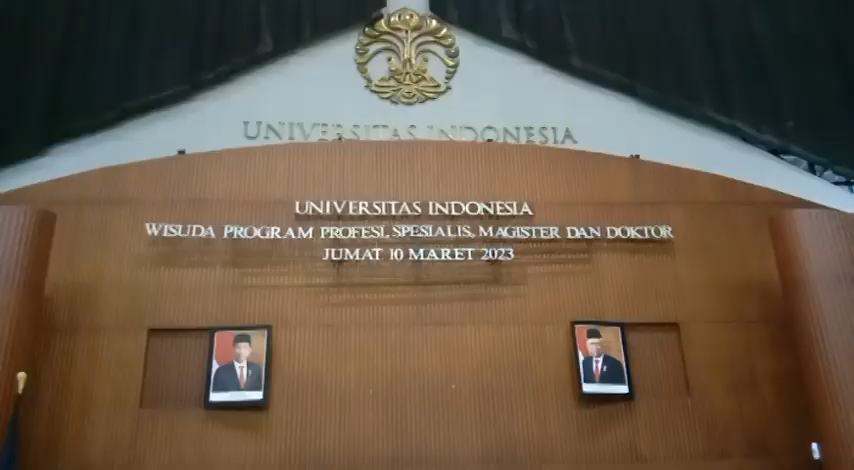 UNIVERSITAS INDONESIA
UNIVERSITAS INDONESIA
WISUDA PROGRAM PROFESI, SPESIALIS, MAGISTER DAN DOKTOR
JUMAT 10 MARET 2023